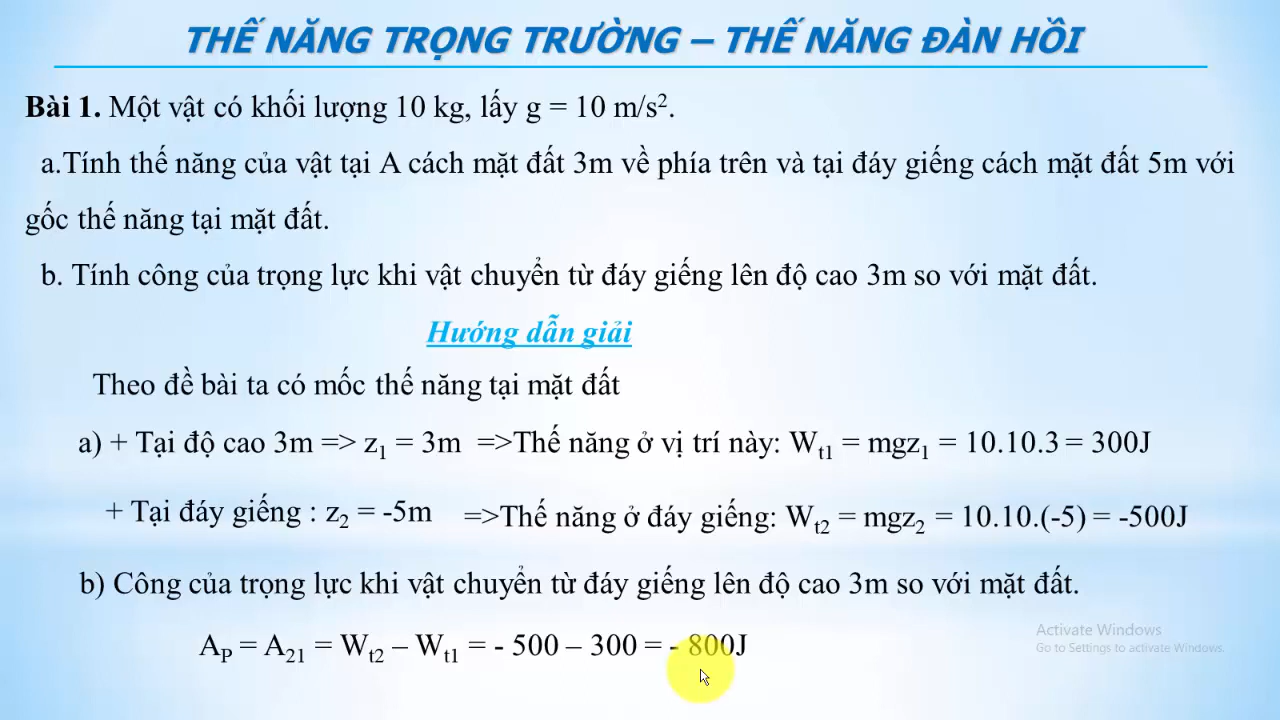 THẾ NĂNG TRỌNG TRƯỜNG – THẾ NĂNG ĐÀN HỒI
Bài 1. Một vật có khối lượng 10 kg, lấy g = 10 m/s².
a.Tính thế năng của vật tại A cách mặt đất 3m về phía trên và tại đáy giếng cách mặt đất 5m với
gốc thế năng tại mặt đất.
b. Tính công của trọng lực khi vật chuyển từ đáy giếng lên độ cao 3m so với mặt đất.
Hướng dẫn giải
Theo đề bài ta có mốc thế năng tại mặt đất
a) + Tại độ cao 3m => z₁ = 3m =>Thế năng ở vị trí này: Wt₁ = mgz₁ = 10.10.3 = 300J
+ Tại đáy giếng : z₂ = -5m =>Thế năng ở đáy giếng: Wt₂ = mgz₂ = 10.10.(-5) = -500J
b) Công của trọng lực khi vật chuyển từ đáy giếng lên độ cao 3m so với mặt đất.
AP = A₂₁ = Wt₂ – Wt₁ = - 500 – 300 = - 800J
Activate Windows
Go to Settings to activate Windows.